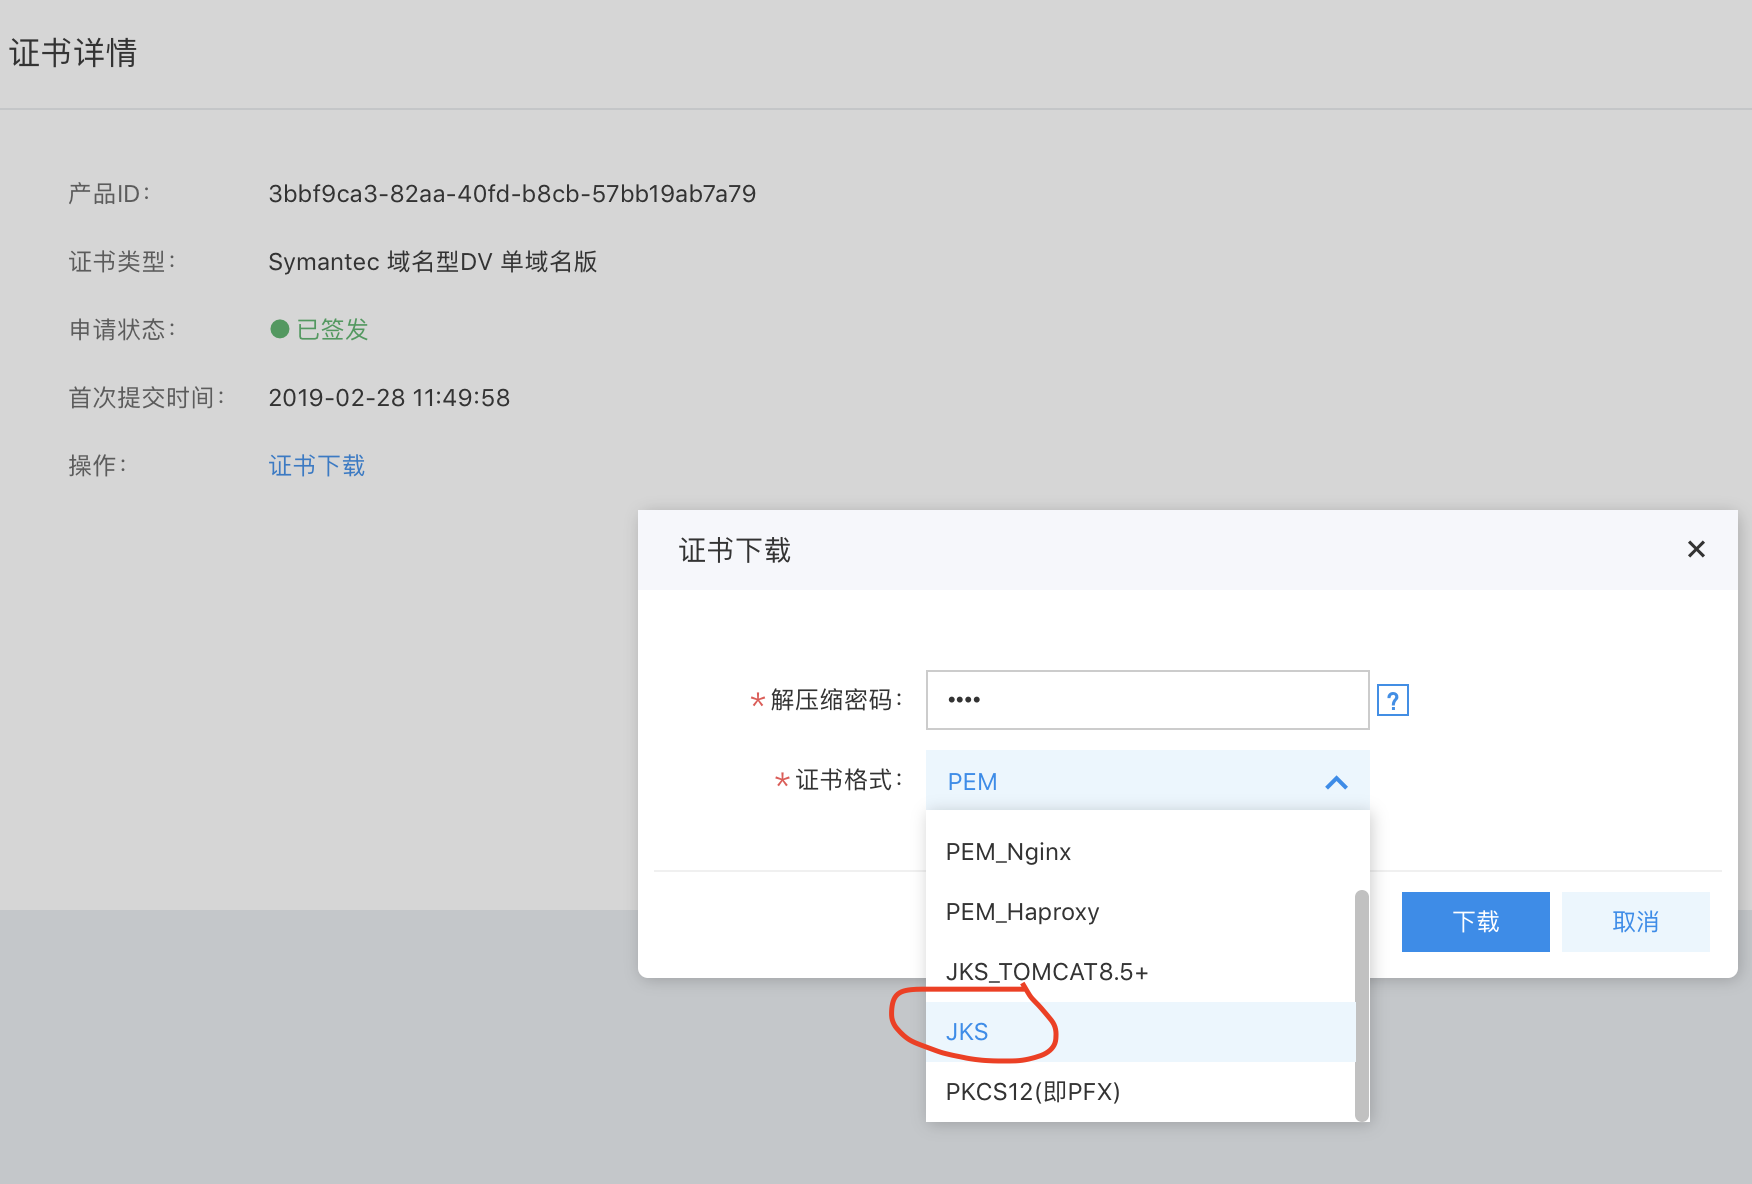 证书详情
产品ID： 3bbf9ca3-82aa-40fd-b8cb-57bb19ab7a79
证书类型： Symantec 域名型DV 单域名版
申请状态： 已签发
首次提交时间： 2019-02-28 11:49:58
操作： 证书下载
证书下载
*解压缩密码： •••• ?
*证书格式： PEM
PEM_Nginx
PEM_Haproxy
下载 取消
JKS_TOMCAT8.5+
JKS
PKCS12(即PFX)